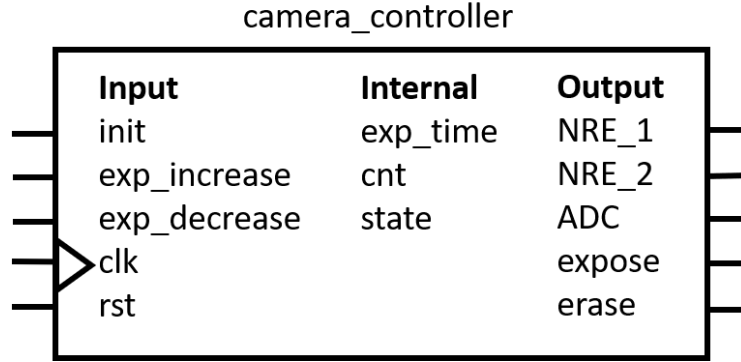 camera_controller
Input Internal Output
init exp_time NRE_1
exp_increase cnt NRE_2
exp_decrease state ADC
clk expose
rst erase